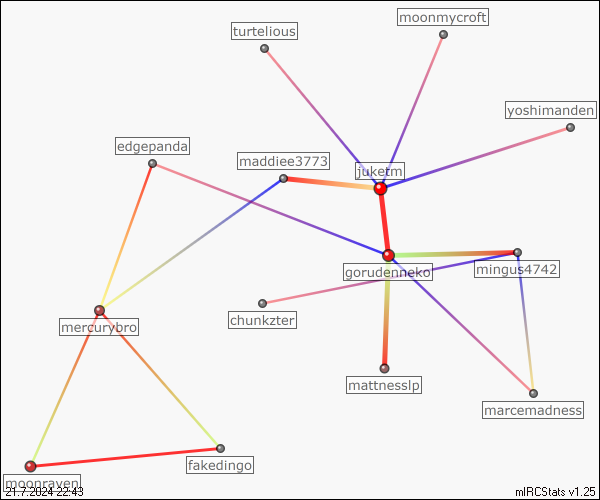 moonmycroft
turtelious
yoshimanden
edgepanda
maddiee3773
juketm
gorudenneko
mingus4742
chunkzter
mercurybro
mattnesslp
marcemadness
fakedingo
moonraven
21.7.2024 22:43
mIRCStats v1.25